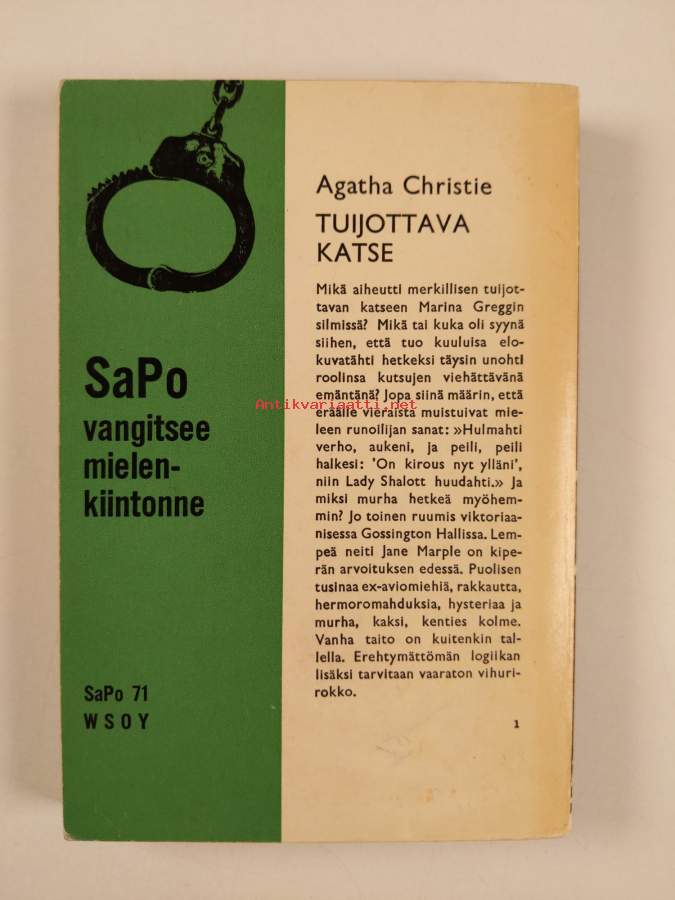 SaPo
vangitsee
mielen-
kiintonne
SaPo 71
WSOY
Agatha Christie
TUIJOTTAVA
KATSE
Mikä aiheutti merkillisen tuijot-
tavan katseen Marina Greggin
silmissä? Mikä tai kuka oli syynä
siihen, että tuo kuuluisa elo-
kuvatähti hetkeksi täysin unohti
roolinsa kutsujen viehättävänä
emäntänä? Jopa siinä määrin, että
Antikvariaatti.net
eräälle vieraista muistuivat mie-
leen runoilijan sanat: »Hulmahti
verho, aukeni, ja peili, peili
halkesi: 'On kirous nyt ylläni',
niin Lady Shalott huudahti.» Ja
miksi murha hetkeä myöhem-
min? Jo toinen ruumis viktoriaa-
nisessa Gossington Hallissa. Lem-
peä neiti Jane Marple on kipe-
rän arvoituksen edessä. Puolisen
tusinaa ex-aviomiehiä, rakkautta,
hermoromahduksia, hysteriaa ja
murha, kaksi, kenties kolme.
Vanha taito on kuitenkin tal-
lella. Erehtymättömän logiikan
lisäksi tarvitaan vaaraton vihuri-
rokko.
1